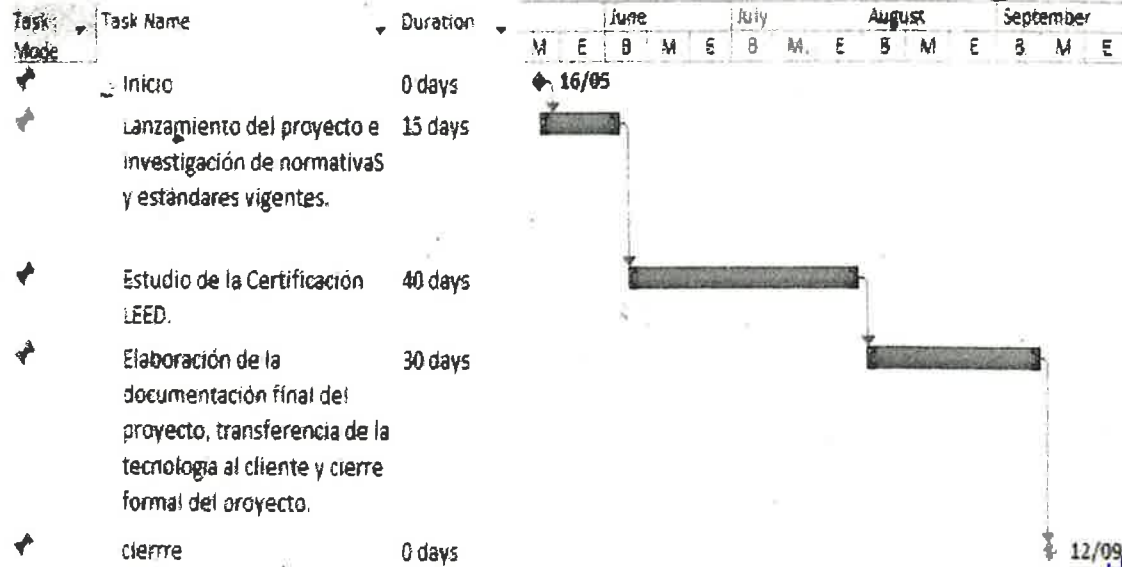 Task Mode Task Name Duration June July August September
M E B M E B M E B M E B M E
Inicio 0 days 16/05
Lanzamiento del proyecto e 15 days
investigación de normativaS
y estándares vigentes.
Estudio de la Certificación 40 days
LEED.
Elaboración de la 30 days
documentación final del
proyecto, transferencia de la
tecnología al cliente y cierre
formal del proyecto.
cierrre 0 days 12/09